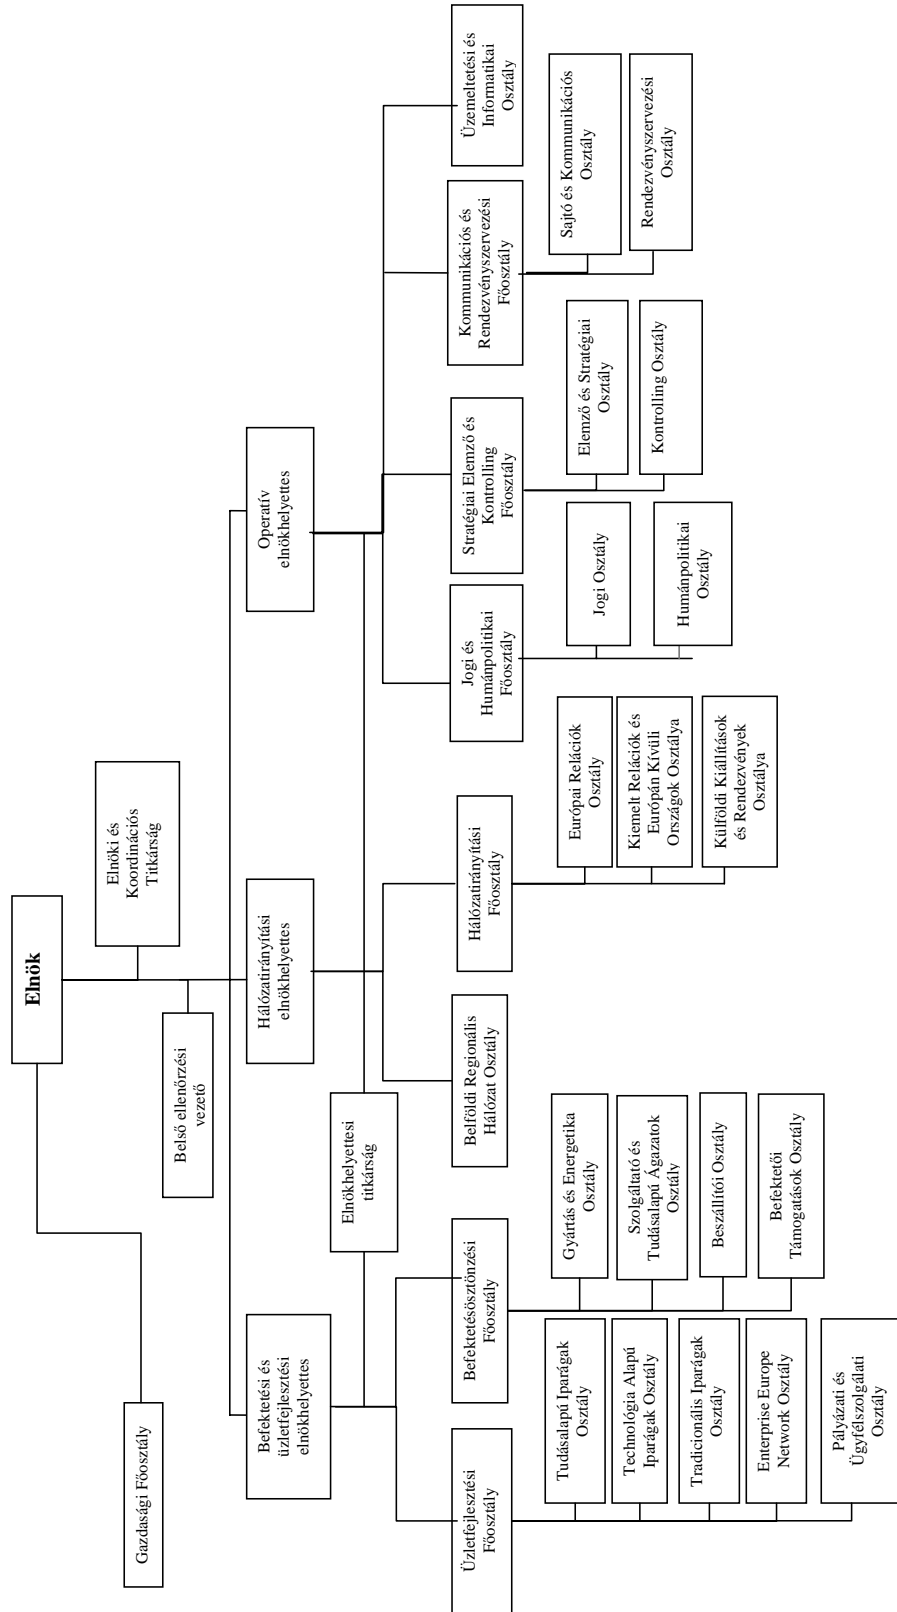 Elnök
Elnöki és
Koordinációs
Titkárság
Gazdasági Főosztály
Belső ellenőrzési
vezető
Befektetési és
üzletfejlesztési
elnökhelyettes
Hálózatirányítási
elnökhelyettes
Operatív
elnökhelyettes
Elnökhelyettesi
titkárság
Üzletfejlesztési
Főosztály
Befektetésösztönzési
Főosztály
Belföldi Regionális
Hálózat Osztály
Hálózatirányítási
Főosztály
Jogi és
Humánpolitikai
Főosztály
Stratégiai Elemző és
Kontrolling
Főosztály
Kommunikációs és
Rendezvényszervezési
Főosztály
Üzemeltetési és
Informatikai
Osztály
Tudásalapú Iparágak
Osztály
Technológia Alapú
Iparágak Osztály
Tradicionális Iparágak
Osztály
Enterprise Europe
Network Osztály
Pályázati és
Ügyfélszolgálati
Osztály
Gyártás és Energetika
Osztály
Szolgáltató és
Tudásalapú Ágazatok
Osztály
Beszállítói Osztály
Befektetői
Támogatások Osztály
Európai Relációk
Osztály
Kiemelt Relációk és
Európán Kívüli
Országok Osztálya
Külföldi Kiállítások
és Rendezvények
Osztálya
Jogi Osztály
Humánpolitikai
Osztály
Elemző és Stratégiai
Osztály
Kontrolling Osztály
Sajtó és Kommunikációs
Osztály
Rendezvényszervezési
Osztály